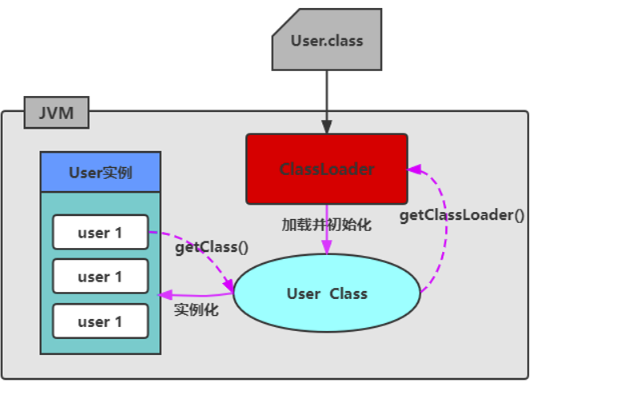 User.class
JVM
ClassLoader
User实例
加载并初始化
getClassLoader()
user 1
getClass()
user 1
User Class
实例化
user 1